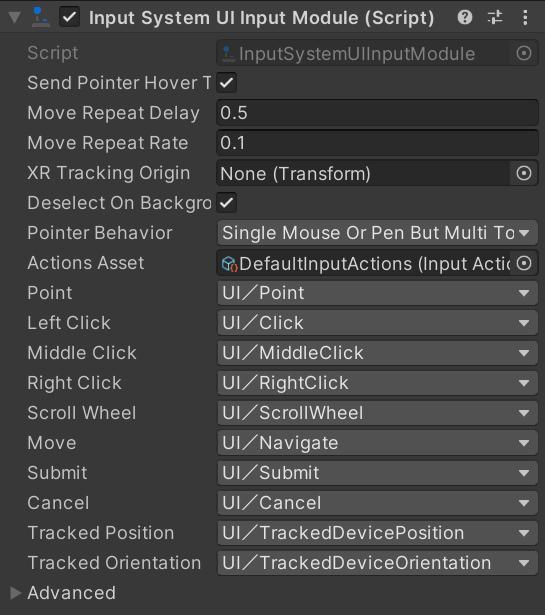 Input System UI Input Module (Script)
Script InputSystemUIInputModule
Send Pointer Hover T
Move Repeat Delay 0.5
Move Repeat Rate 0.1
XR Tracking Origin None (Transform)
Deselect On Backgro
Pointer Behavior Single Mouse Or Pen But Multi To
Actions Asset DefaultInputActions (Input Actic
Point UI/Point
Left Click UI/Click
Middle Click UI/MiddleClick
Right Click UI/RightClick
Scroll Wheel UI/ScrollWheel
Move UI/Navigate
Submit UI/Submit
Cancel UI/Cancel
Tracked Position UI/TrackedDevicePosition
Tracked Orientation UI/TrackedDeviceOrientation
Advanced